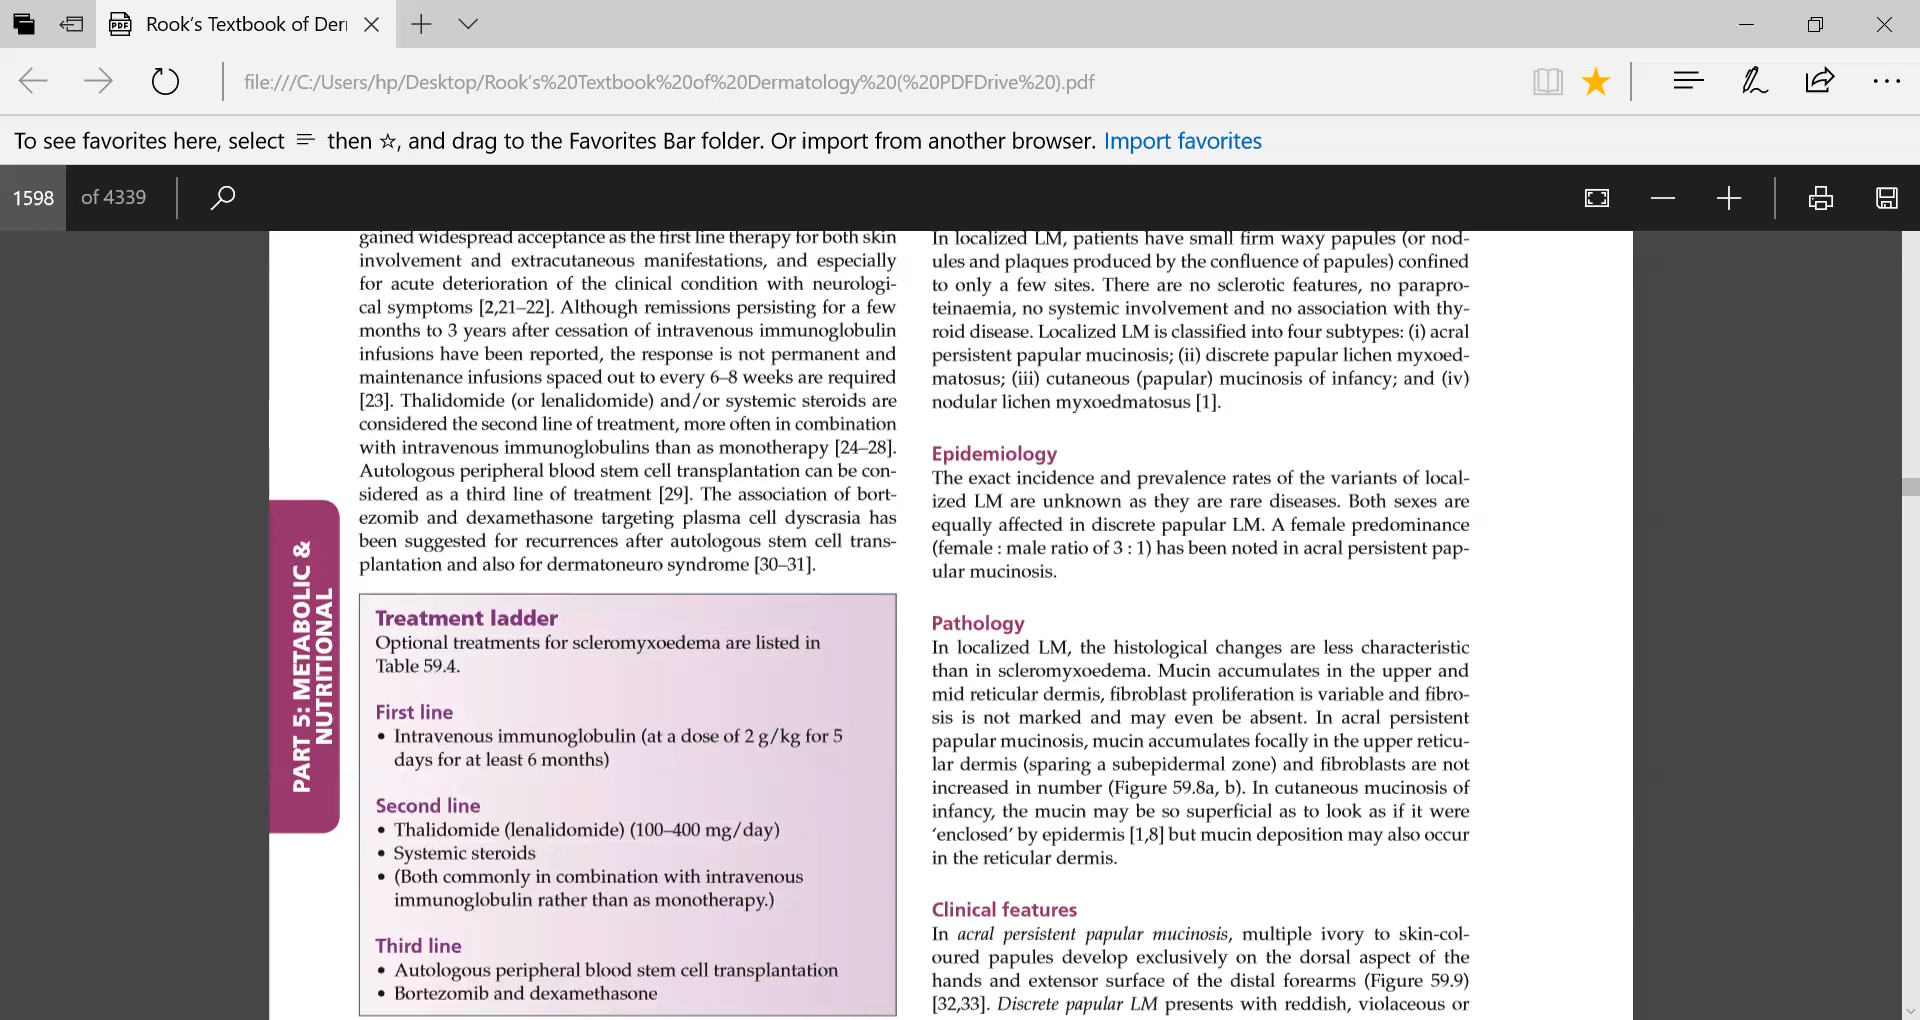 Rook's Textbook of Der
file:///C:/Users/hp/Desktop/Rook's%20Textbook%20of%20Dermatology%20(%20PDFDrive%20).pdf
To see favorites here, select then ☆, and drag to the Favorites Bar folder. Or import from another browser. Import favorites
1598 of 4339
gained widespread acceptance as the first line therapy for both skin
involvement and extracutaneous manifestations, and especially
for acute deterioration of the clinical condition with neurologi-
cal symptoms [2,21–22]. Although remissions persisting for a few
months to 3 years after cessation of intravenous immunoglobulin
infusions have been reported, the response is not permanent and
maintenance infusions spaced out to every 6–8 weeks are required
[23]. Thalidomide (or lenalidomide) and/or systemic steroids are
considered the second line of treatment, more often in combination
with intravenous immunoglobulins than as monotherapy [24–28].
Autologous peripheral blood stem cell transplantation can be con-
sidered as a third line of treatment [29]. The association of bort-
ezomib and dexamethasone targeting plasma cell dyscrasia has
been suggested for recurrences after autologous stem cell trans-
plantation and also for dermatoneuro syndrome [30–31].
PART 5: METABOLIC &
NUTRITIONAL
Treatment ladder
Optional treatments for scleromyxoedema are listed in
Table 59.4.
First line
• Intravenous immunoglobulin (at a dose of 2 g/kg for 5
days for at least 6 months)
Second line
• Thalidomide (lenalidomide) (100–400 mg/day)
• Systemic steroids
• (Both commonly in combination with intravenous
immunoglobulin rather than as monotherapy.)
Third line
• Autologous peripheral blood stem cell transplantation
• Bortezomib and dexamethasone
In localized LM, patients have small firm waxy papules (or nod-
ules and plaques produced by the confluence of papules) confined
to only a few sites. There are no sclerotic features, no parapro-
teinaemia, no systemic involvement and no association with thy-
roid disease. Localized LM is classified into four subtypes: (i) acral
persistent papular mucinosis; (ii) discrete papular lichen myxoed-
matosus; (iii) cutaneous (papular) mucinosis of infancy; and (iv)
nodular lichen myxoedmatosus [1].
Epidemiology
The exact incidence and prevalence rates of the variants of local-
ized LM are unknown as they are rare diseases. Both sexes are
equally affected in discrete papular LM. A female predominance
(female : male ratio of 3 : 1) has been noted in acral persistent pap-
ular mucinosis.
Pathology
In localized LM, the histological changes are less characteristic
than in scleromyxoedema. Mucin accumulates in the upper and
mid reticular dermis, fibroblast proliferation is variable and fibro-
sis is not marked and may even be absent. In acral persistent
papular mucinosis, mucin accumulates focally in the upper reticu-
lar dermis (sparing a subepidermal zone) and fibroblasts are not
increased in number (Figure 59.8a, b). In cutaneous mucinosis of
infancy, the mucin may be so superficial as to look as if it were
'enclosed' by epidermis [1,8] but mucin deposition may also occur
in the reticular dermis.
Clinical features
In acral persistent papular mucinosis, multiple ivory to skin-col-
oured papules develop exclusively on the dorsal aspect of the
hands and extensor surface of the distal forearms (Figure 59.9)
[32,33]. Discrete papular LM presents with reddish, violaceous or